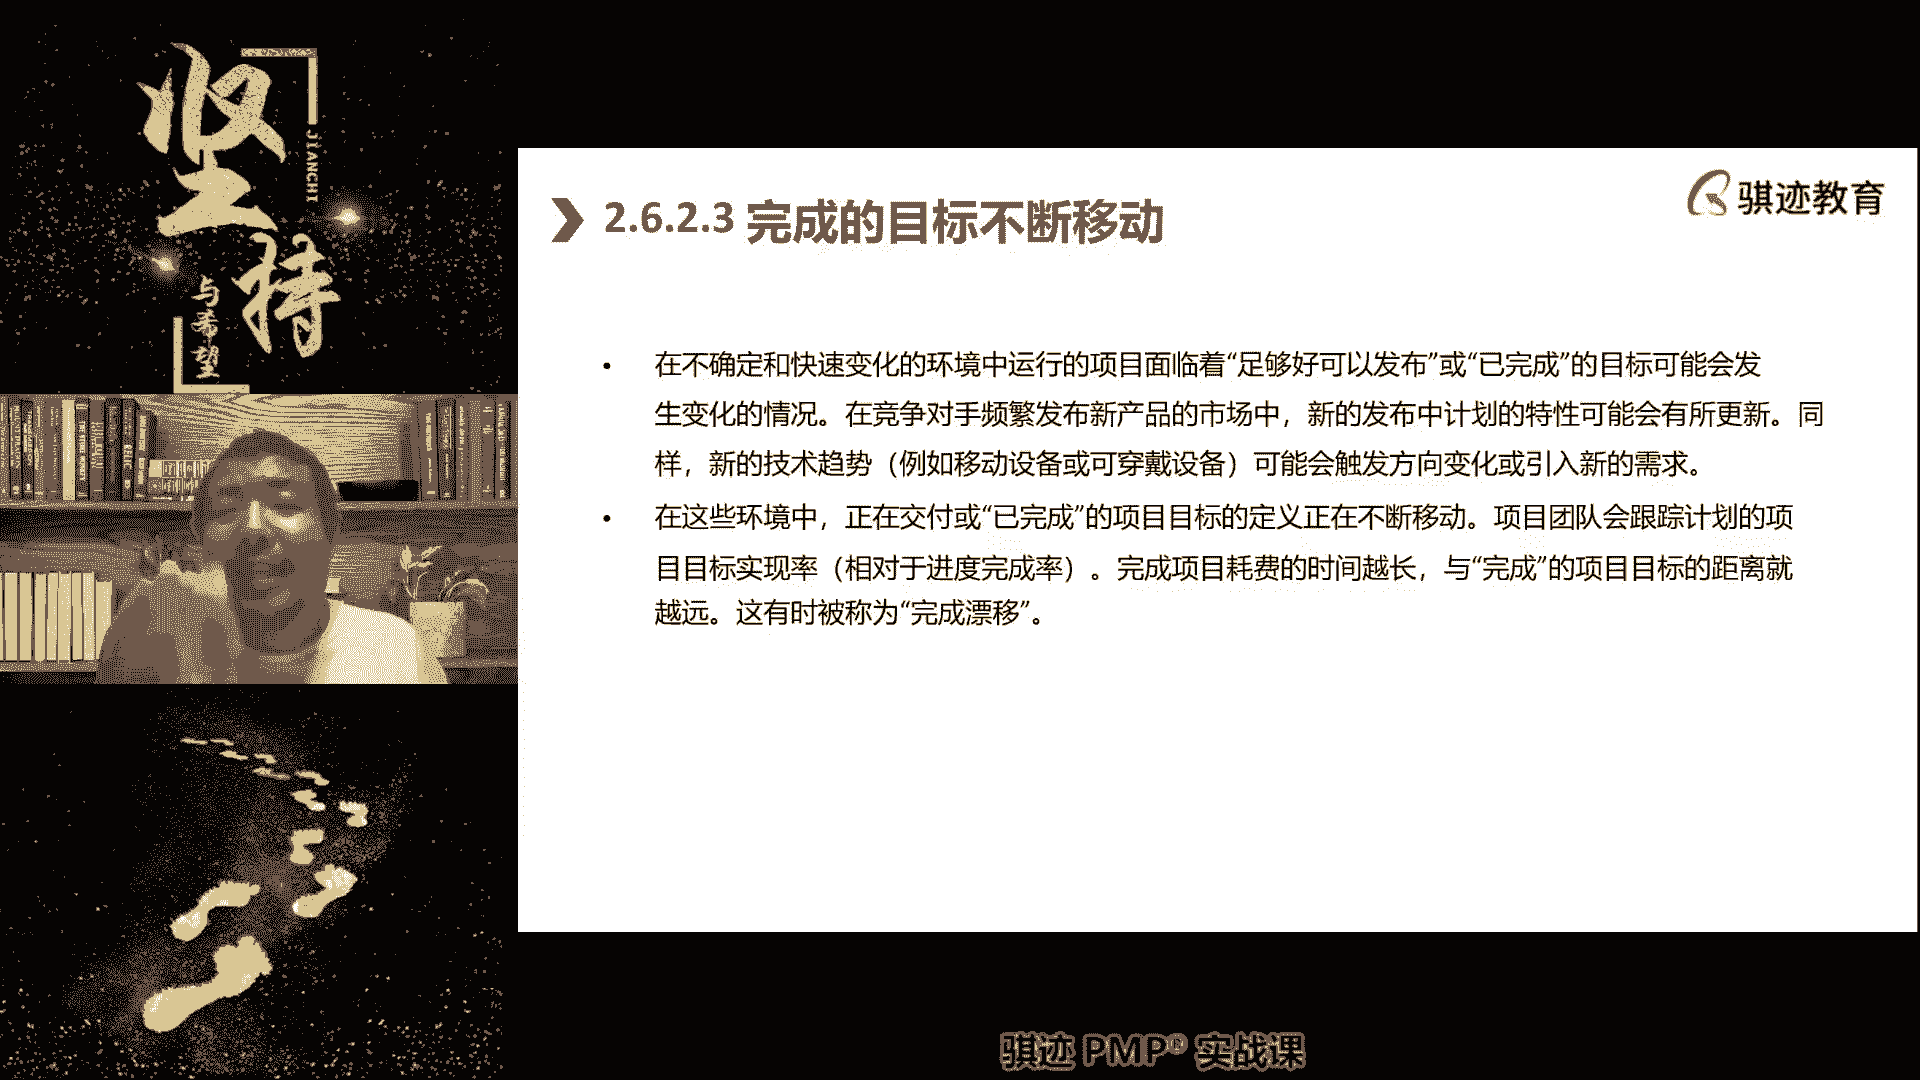 坚
持
JIANCHI
与希望
骐迹教育
2.6.2.3 完成的目标不断移动
• 在不确定和快速变化的环境中运行的项目面临着“足够好可以发布”或“已完成”的目标可能会发
生变化的情况。在竞争对手频繁发布新产品的市场中，新的发布中计划的特性可能会有所更新。同
样，新的技术趋势（例如移动设备或可穿戴设备）可能会触发方向变化或引入新的需求。
• 在这些环境中，正在交付或“已完成”的项目目标的定义正在不断移动。项目团队会跟踪计划的项
目目标实现率（相对于进度完成率）。完成项目耗费的时间越长，与“完成”的项目目标的距离就
越远。这有时被称为“完成漂移”。
骐迹 PMP® 实战课